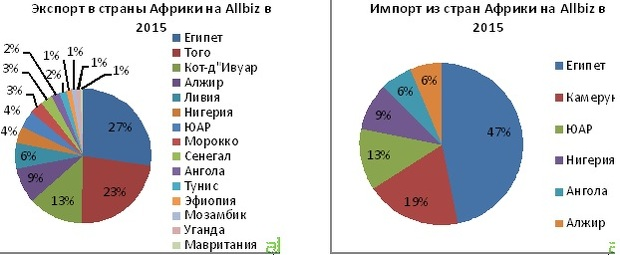 Экспорт в страны Африки на Allbiz в
2015
Египет
Того
Кот-д"Ивуар
Алжир
Ливия
Нигерия
ЮАР
Морокко
Сенегал
Ангола
Тунис
Эфиопия
Мозамбик
Уганда
Мавритания
27%
23%
13%
9%
6%
4%
4%
3%
3%
2%
2%
1%
1%
1%
1%
Импорт из стран Африки на Allbiz в
2015
Египет
Камерун
ЮАР
Нигерия
Ангола
Алжир
47%
19%
13%
9%
6%
6%